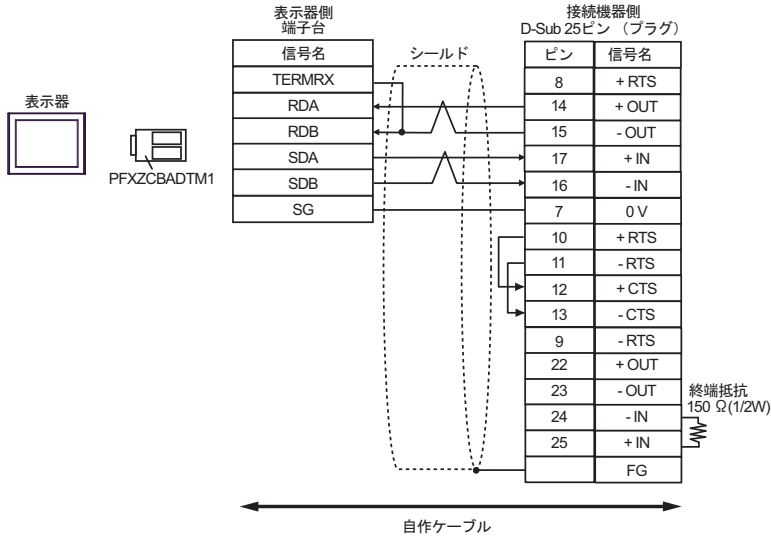 表示器側
端子台
接続機器側
D-Sub 25ピン （プラグ）
信号名
シールド
ピン 信号名
TERMRX
8 + RTS
表示器
RDA
14 + OUT
RDB
15 - OUT
SDA
17 + IN
PFXZCBADTM1
SDB
16 - IN
SG
7 0 V
10 + RTS
11 - RTS
12 + CTS
13 - CTS
9 - RTS
22 + OUT
23 - OUT
終端抵抗
150 Ω(1/2W)
24 - IN
25 + IN
FG
自作ケーブル